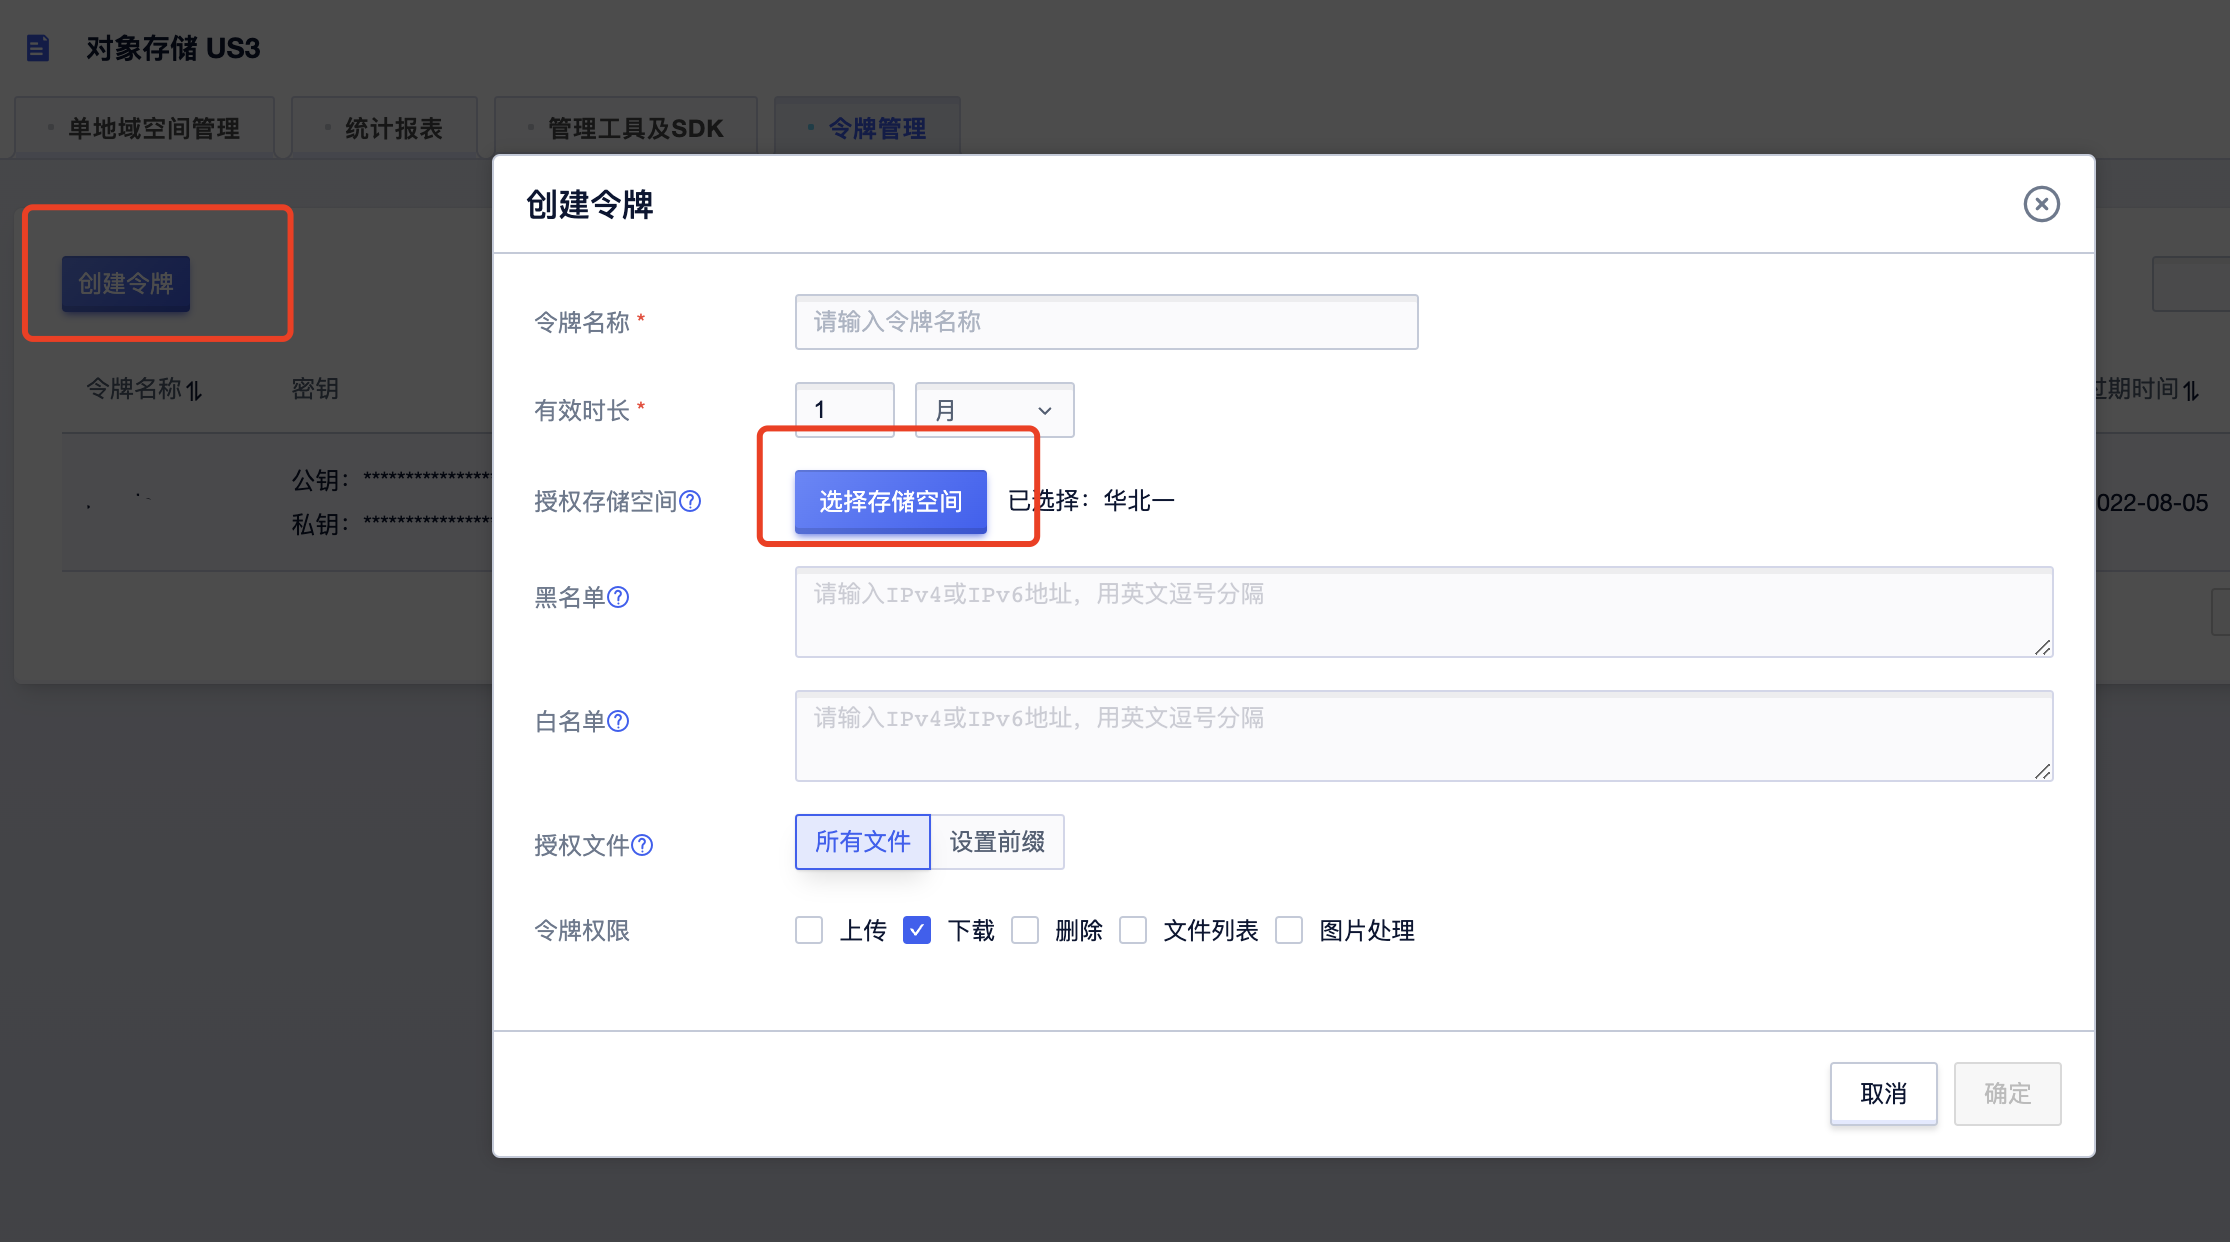 对象存储 US3
单地域空间管理 统计报表 管理工具及SDK 令牌管理
创建令牌
令牌名称 密钥
过期时间
公钥：****************
私钥：****************
022-08-05
创建令牌
令牌名称 *
请输入令牌名称
有效时长 *
1 月
授权存储空间
选择存储空间 已选择：华北一
黑名单
请输入IPv4或IPv6地址，用英文逗号分隔
白名单
请输入IPv4或IPv6地址，用英文逗号分隔
授权文件
所有文件 设置前缀
令牌权限
上传 下载 删除 文件列表 图片处理
取消 确定